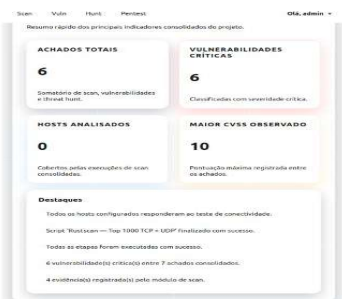 Scan Vuln Hunt Pentest Olá, admin
Resumo rápido dos principais indicadores consolidados do projeto.
ACHADOS TOTAIS
6
Somatório de scan, vulnerabilidades
e threat hunt.
VULNERABILIDADES
CRÍTICAS
6
Classificadas com severidade crítica.
HOSTS ANALISADOS
0
Cobertos pelas execuções de scan
consolidadas.
MAIOR CVSS OBSERVADO
10
Pontuação máxima registrada entre
os achados.
Destaques
Todos os hosts configurados responderam ao teste de conectividade.
Script "Rustscan — Top 1000 TCP + UDP" finalizado com sucesso.
Todas as etapas foram executadas com sucesso.
6 vulnerabilidade(s) crítica(s) entre 7 achados consolidados.
4 evidência(s) registrada(s) pelo módulo de scan.